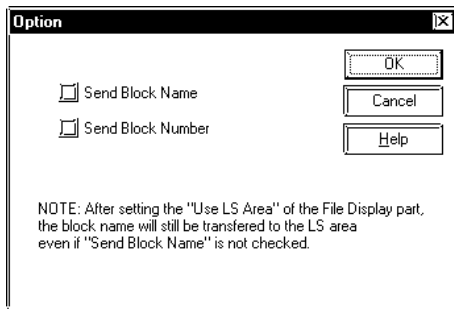 Option
OK
Send Block Name
Cancel
Send Block Number
Help
NOTE: After setting the "Use LS Area" of the File Display part,
the block name will still be transfered to the LS area
even if "Send Block Name" is not checked.